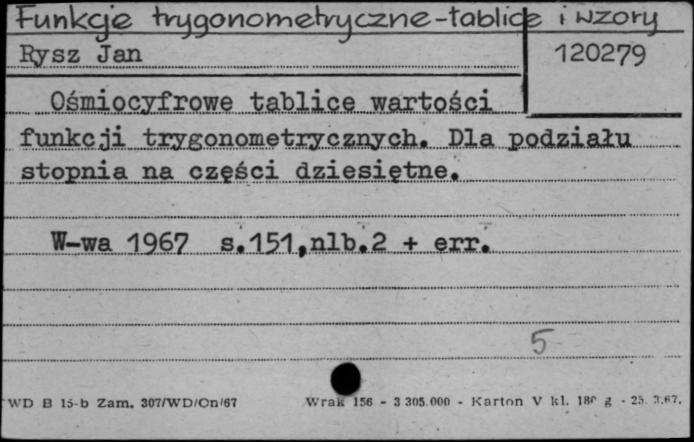 Funkcje trygonometryczne-tablice i wzory
Rysz Jan
120279
Ośmiocyfrowe tablice wartości
funkcji trygonometrycznych. Dla podziału
stopnia na części dziesiętne.
W-wa 1967 s.151,nlb.2 + err.
5
WD B 15-b Zam. 307/WD/On/67 Wrak 156 - 3 305.000 - Karton V kl. 180 g - 25. 3.67.